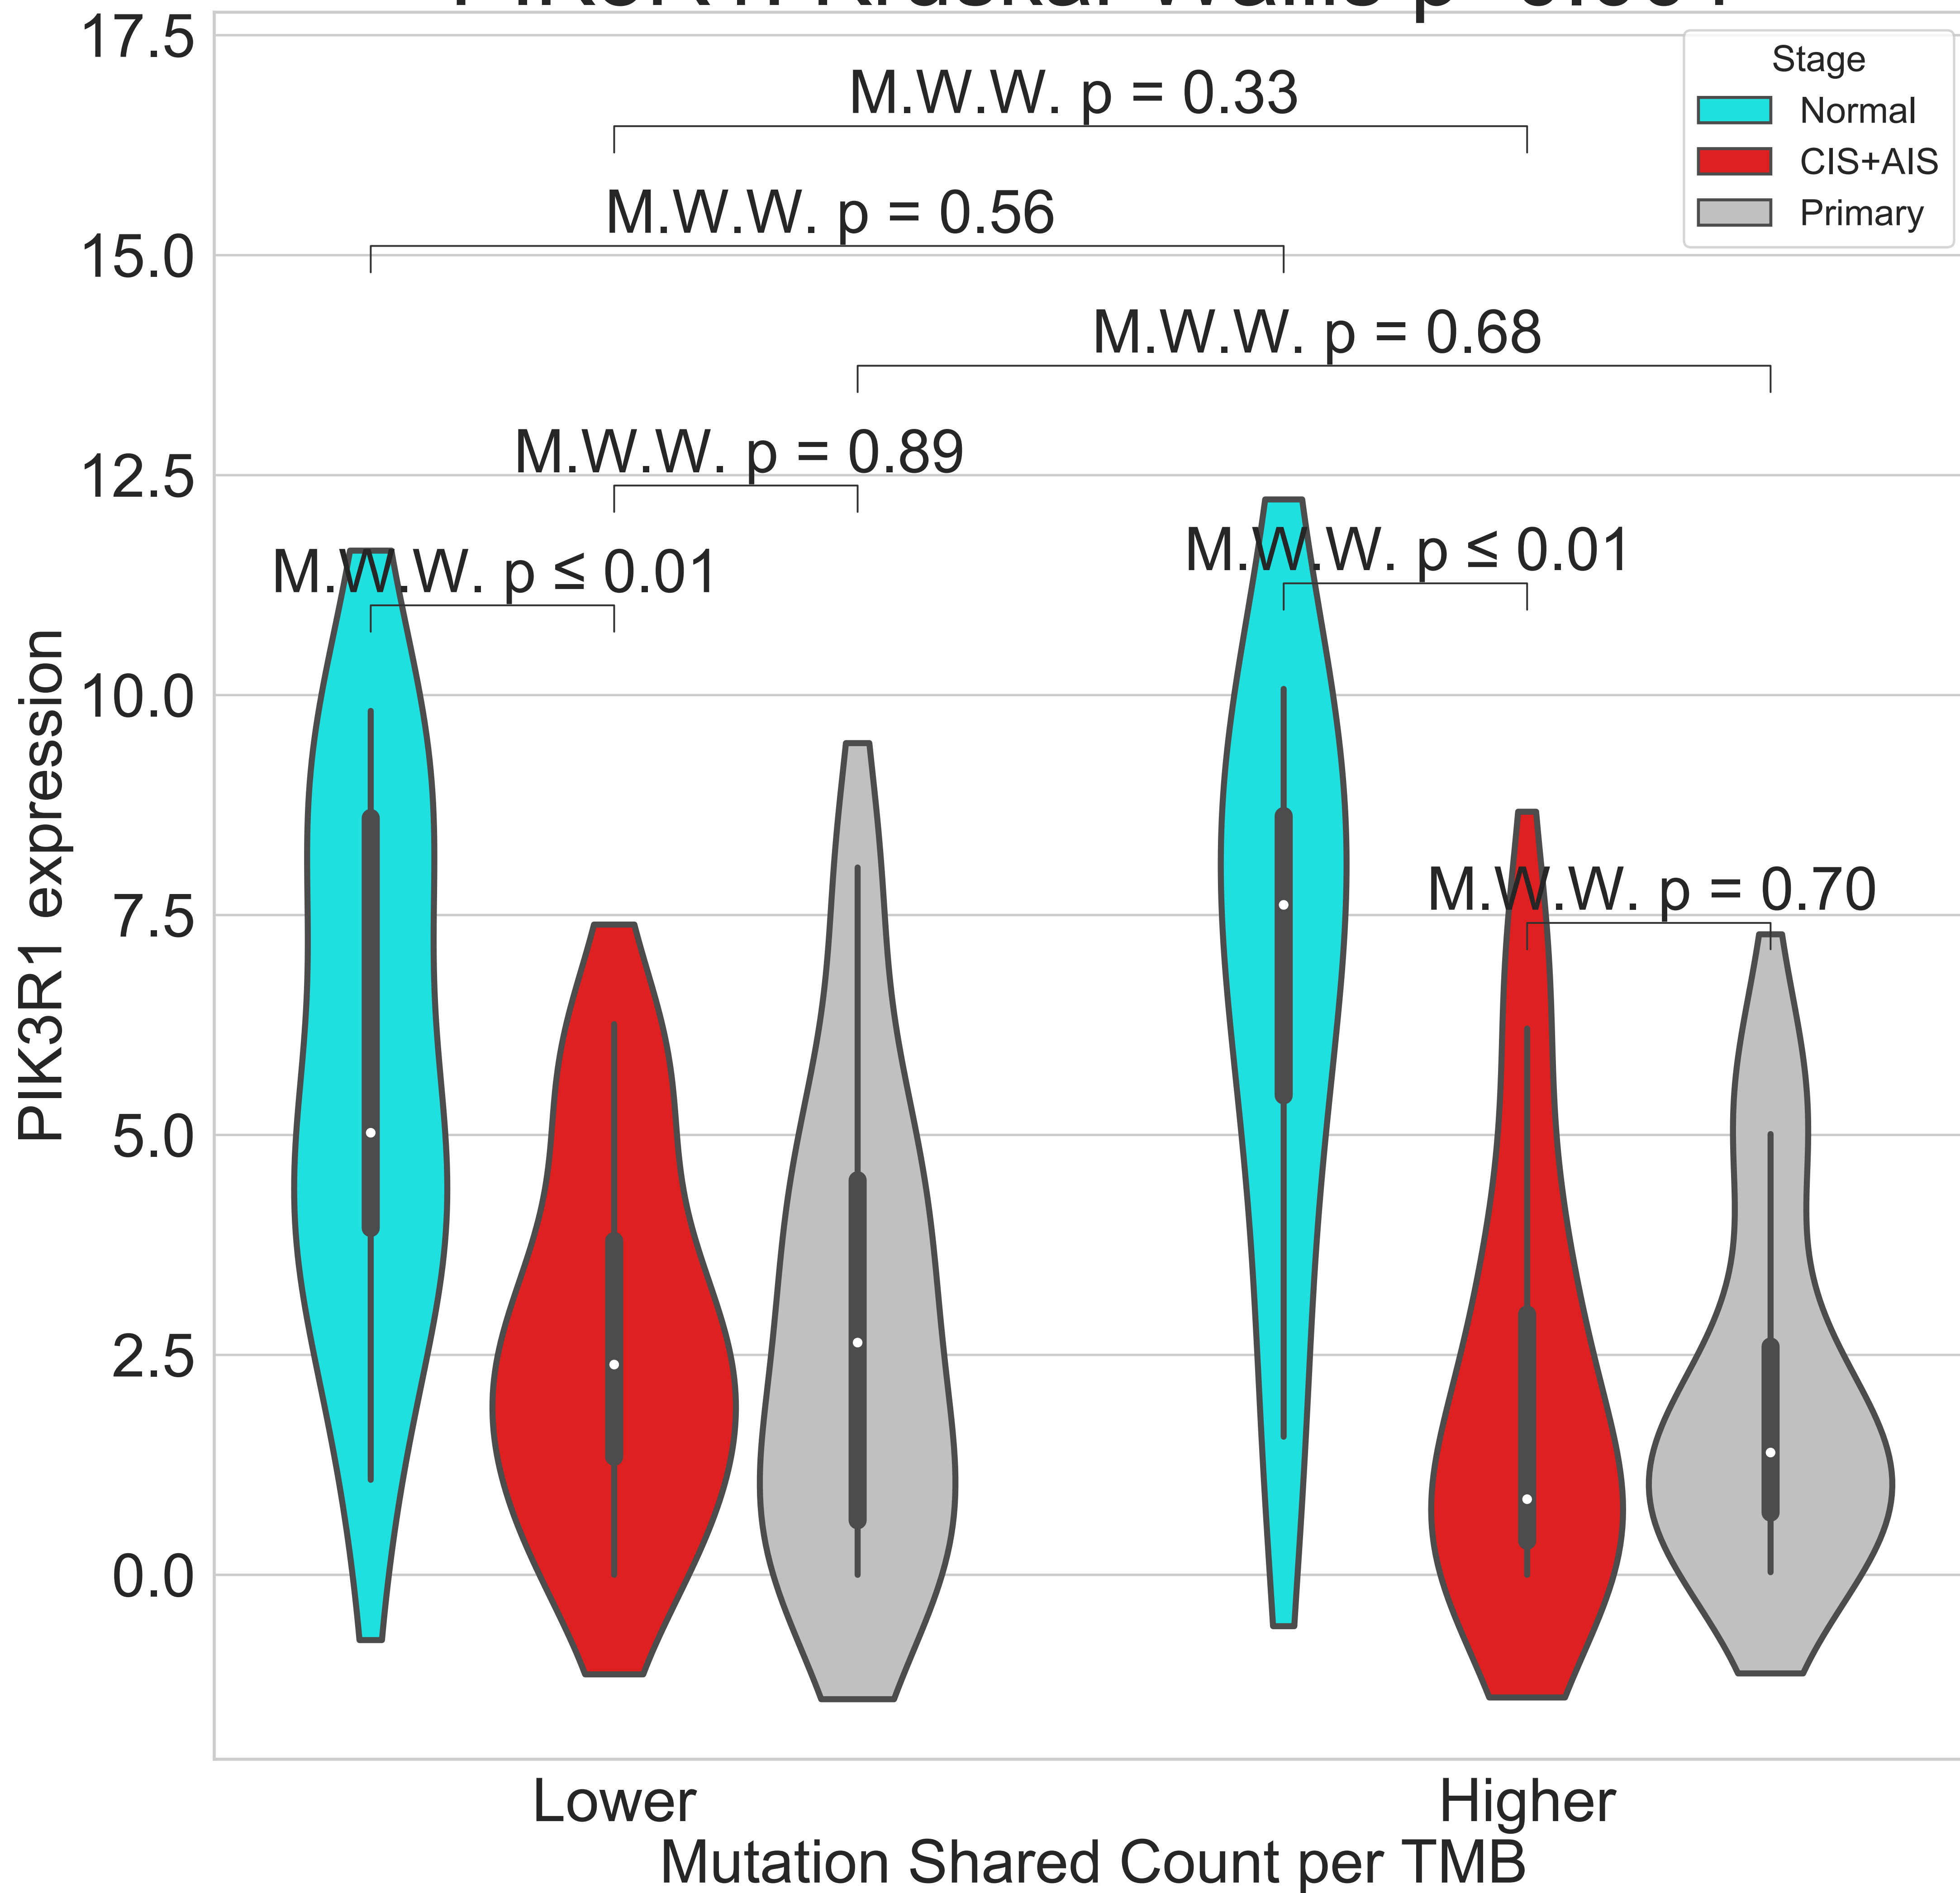 17.5
15.0
12.5
10.0
7.5
5.0
2.5
0.0
PIK3R1 expression
M.W.W. p = 0.33
M.W.W. p = 0.56
M.W.W. p = 0.68
M.W.W. p = 0.89
M.W.W. p ≤ 0.01
M.W.W. p ≤ 0.01
M.W.W. p = 0.70
Stage
Normal
CIS+AIS
Primary
Lower
Higher
Mutation Shared Count per TMB